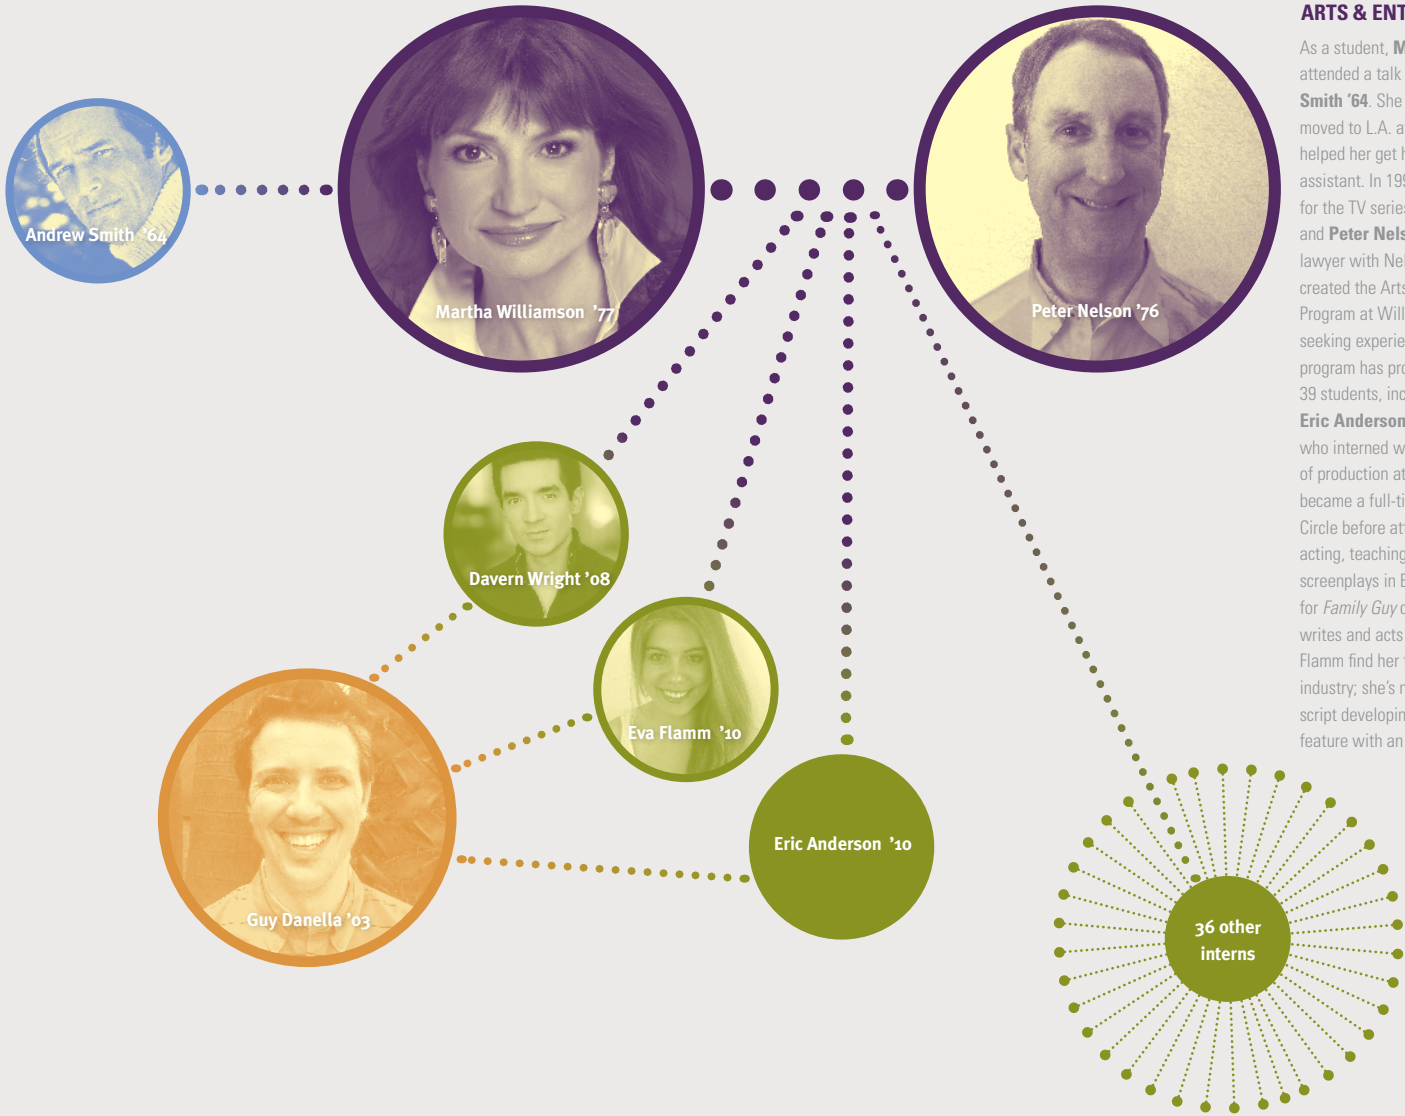 Andrew Smith ’64
Martha Williamson ’77
Peter Nelson ’76
Davern Wright ’08
Eva Flamm ’10
Eric Anderson ’10
Guy Danella ’03
36 other
interns
ARTS & ENT
As a student, M
attended a talk
Smith ’64. She
moved to L.A. a
helped her get h
assistant. In 199
for the TV series
and Peter Nels
lawyer with Nel
created the Arts
Program at Will
seeking experie
program has pro
39 students, inc
Eric Anderson
who interned w
of production at
became a full-ti
Circle before att
acting, teaching
screenplays in E
for Family Guy o
writes and acts
Flamm find her f
industry; she’s n
script developin
feature with an